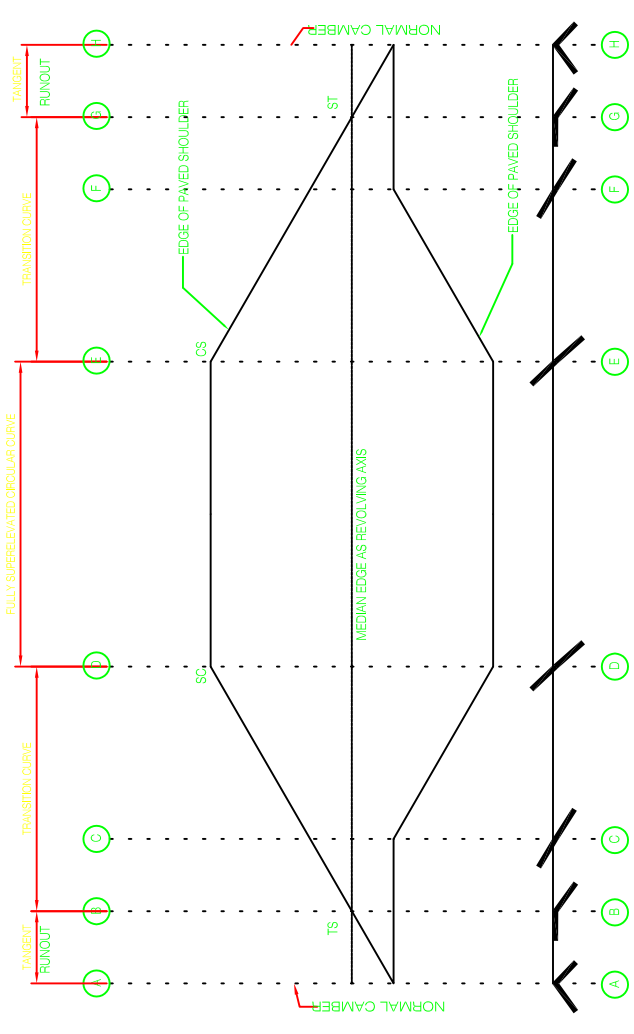 FULLY SUPERELEVATED CIRCULAR CURVE
TANGENT
RUNOUT
TRANSITION CURVE
TRANSITION CURVE
TANGENT
RUNOUT
A B C D E F G H
EDGE OF PAVED SHOULDER
SC
CS
TS
ST
MEDIAN EDGE AS REVOLVING AXIS
NORMAL CAMBER
NORMAL CAMBER
EDGE OF PAVED SHOULDER
A B C D E F G H